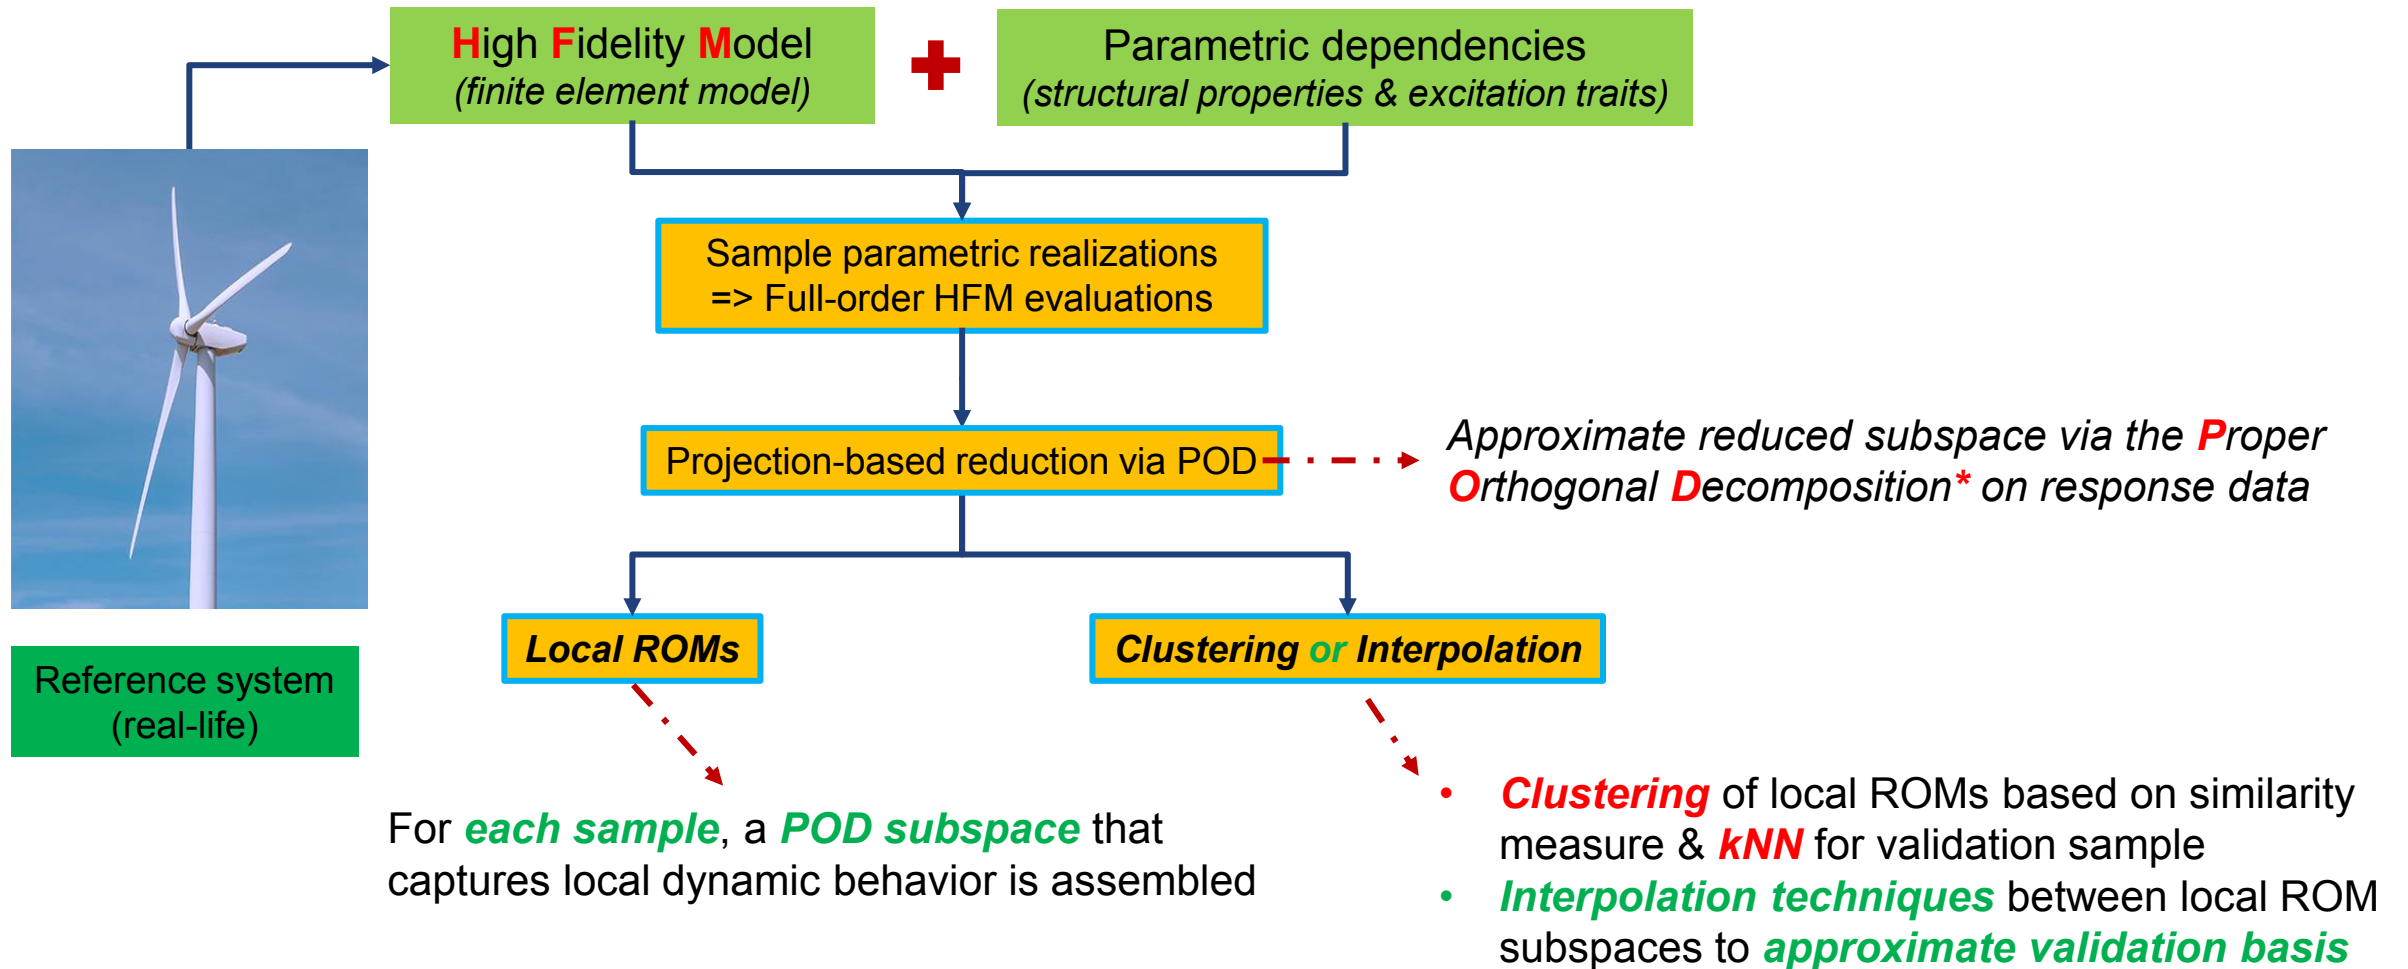 High Fidelity Model
(finite element model)
Parametric dependencies
(structural properties & excitation traits)
Sample parametric realizations
=> Full-order HFM evaluations
Projection-based reduction via POD
Approximate reduced subspace via the Proper
Orthogonal Decomposition* on response data
Local ROMs
Clustering or Interpolation
Reference system
(real-life)
For each sample, a POD subspace that
captures local dynamic behavior is assembled
• Clustering of local ROMs based on similarity
measure & kNN for validation sample
• Interpolation techniques between local ROM
subspaces to approximate validation basis